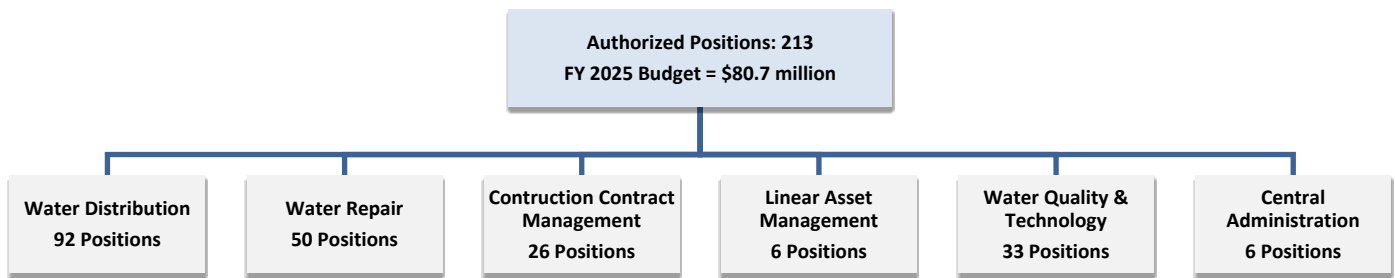 Authorized Positions: 213
FY 2025 Budget = $80.7 million
Water Distribution
92 Positions
Water Repair
50 Positions
Contruction Contract
Management
26 Positions
Linear Asset
Management
6 Positions
Water Quality &
Technology
33 Positions
Central
Administration
6 Positions